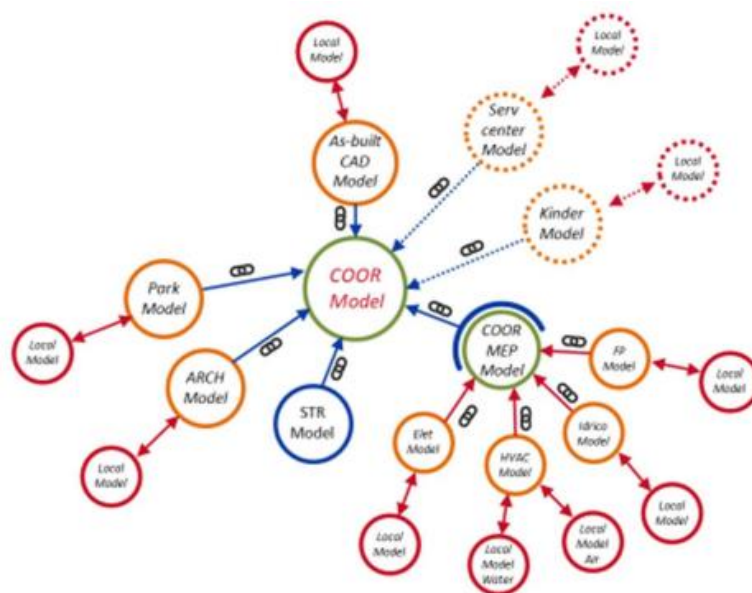 Local
Model
Local
Model
Serv
center
Model
As-built
CAD
Model
Local
Model
Kinder
Model
COOR
Model
Park
Model
COOR
MEP
Model
Local
Model
FP
Model
ARCH
Model
Local
Model
STR
Model
Elet
Model
Idrico
Model
HVAC
Model
Local
Model
Local
Model
Local
Model
Local
Model
Air
Local
Model
Water